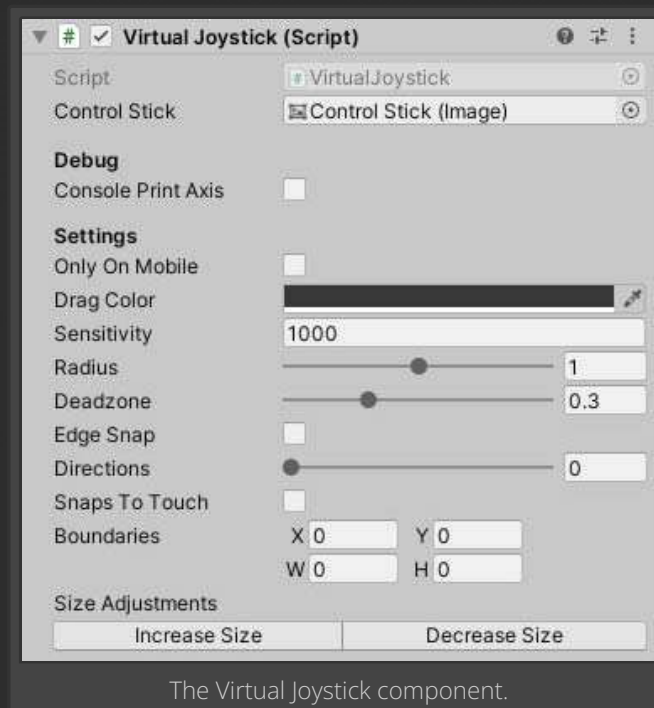 # Virtual Joystick (Script)
Script # VirtualJoystick
Control Stick Control Stick (Image)
Debug
Console Print Axis
Settings
Only On Mobile
Drag Color
Sensitivity 1000
Radius 1
Deadzone 0.3
Edge Snap
Directions 0
Snaps To Touch
Boundaries X 0 Y 0
W 0 H 0
Size Adjustments
Increase Size Decrease Size
The Virtual Joystick component.